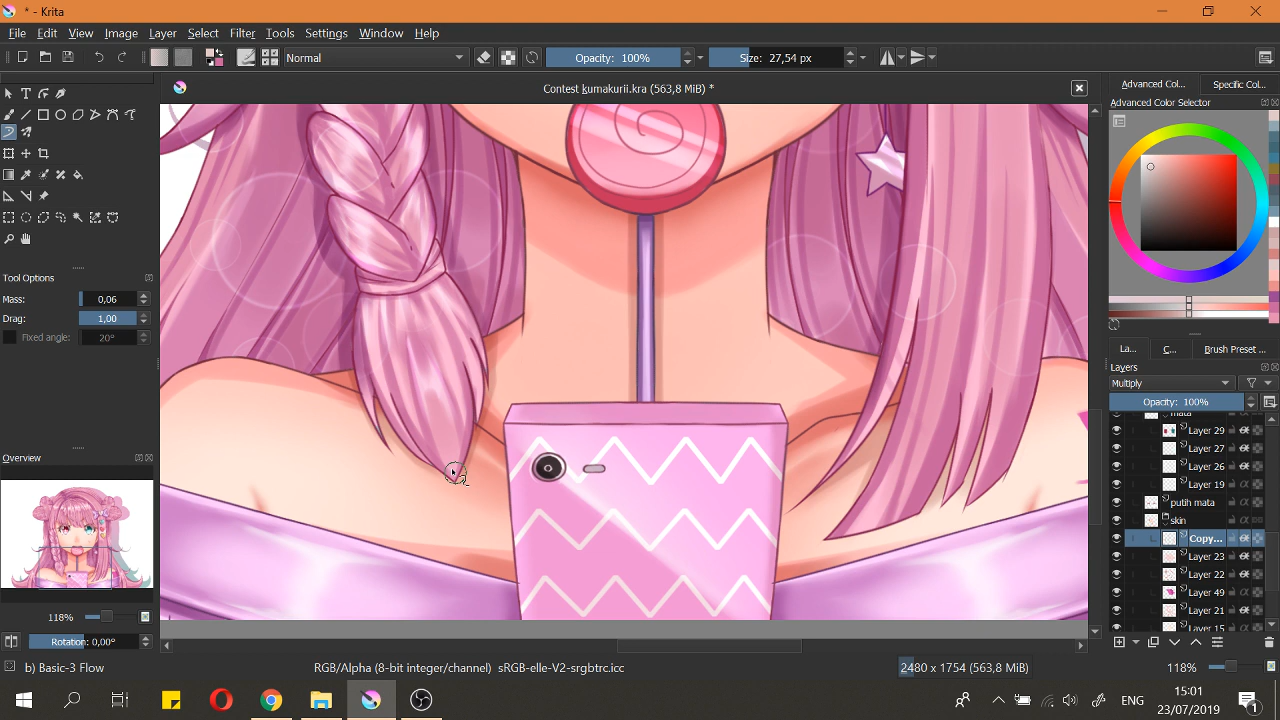 * - Krita
File Edit View Image Layer Select Filter Tools Settings Window Help
Normal Opacity: 100% Size: 27,54 px
Contest kumakurii.kra (563,8 MiB) *
Advanced Col... Specific Col...
Advanced Color Selector
Tool Options
Mass: 0,06
Drag: 1,00
Fixed angle: 20°
La... C... Brush Preset ...
Layers
Multiply
Opacity: 100%
Layer 29
Layer 27
Layer 26
Layer 19
putih mata
skin
Copy...
Layer 23
Layer 22
Layer 49
Layer 21
Layer 15
Overview
118%
Rotation: 0,00°
b) Basic-3 Flow RGB/Alpha (8-bit integer/channel) sRGB-elle-V2-srgbtrc.icc 2480 x 1754 (563,8 MiB) 118%
ENG 15:01
23/07/2019 1